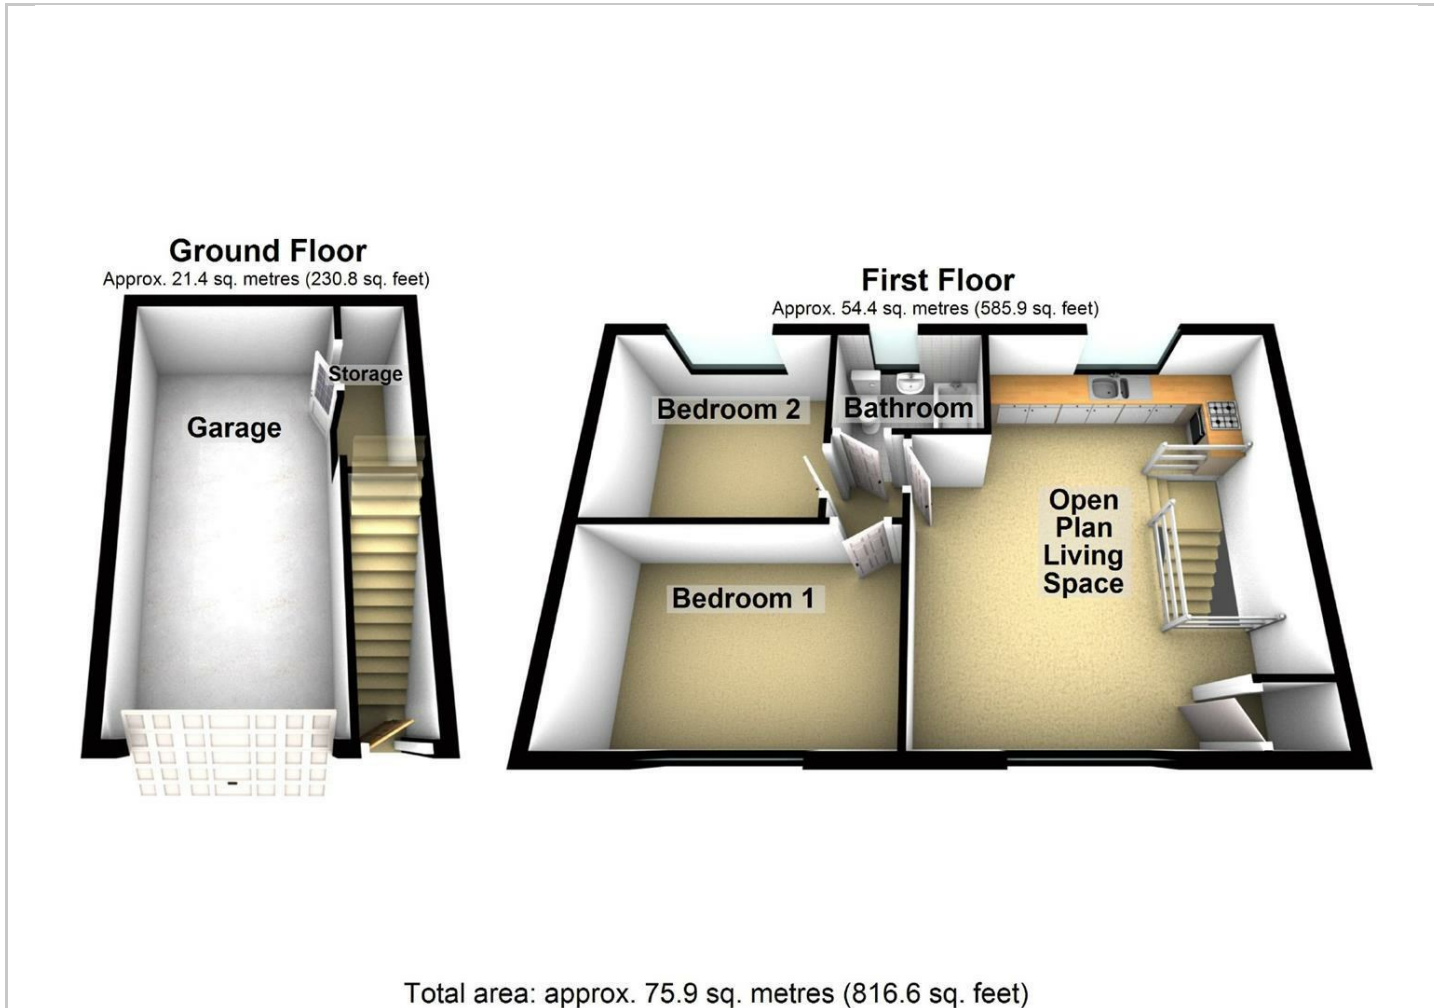 Ground Floor
Approx. 21.4 sq. metres (230.8 sq. feet)
Storage
Garage
First Floor
Approx. 54.4 sq. metres (585.9 sq. feet)
Bedroom 2
Bathroom
Open
Plan
Living
Space
Bedroom 1
Total area: approx. 75.9 sq. metres (816.6 sq. feet)